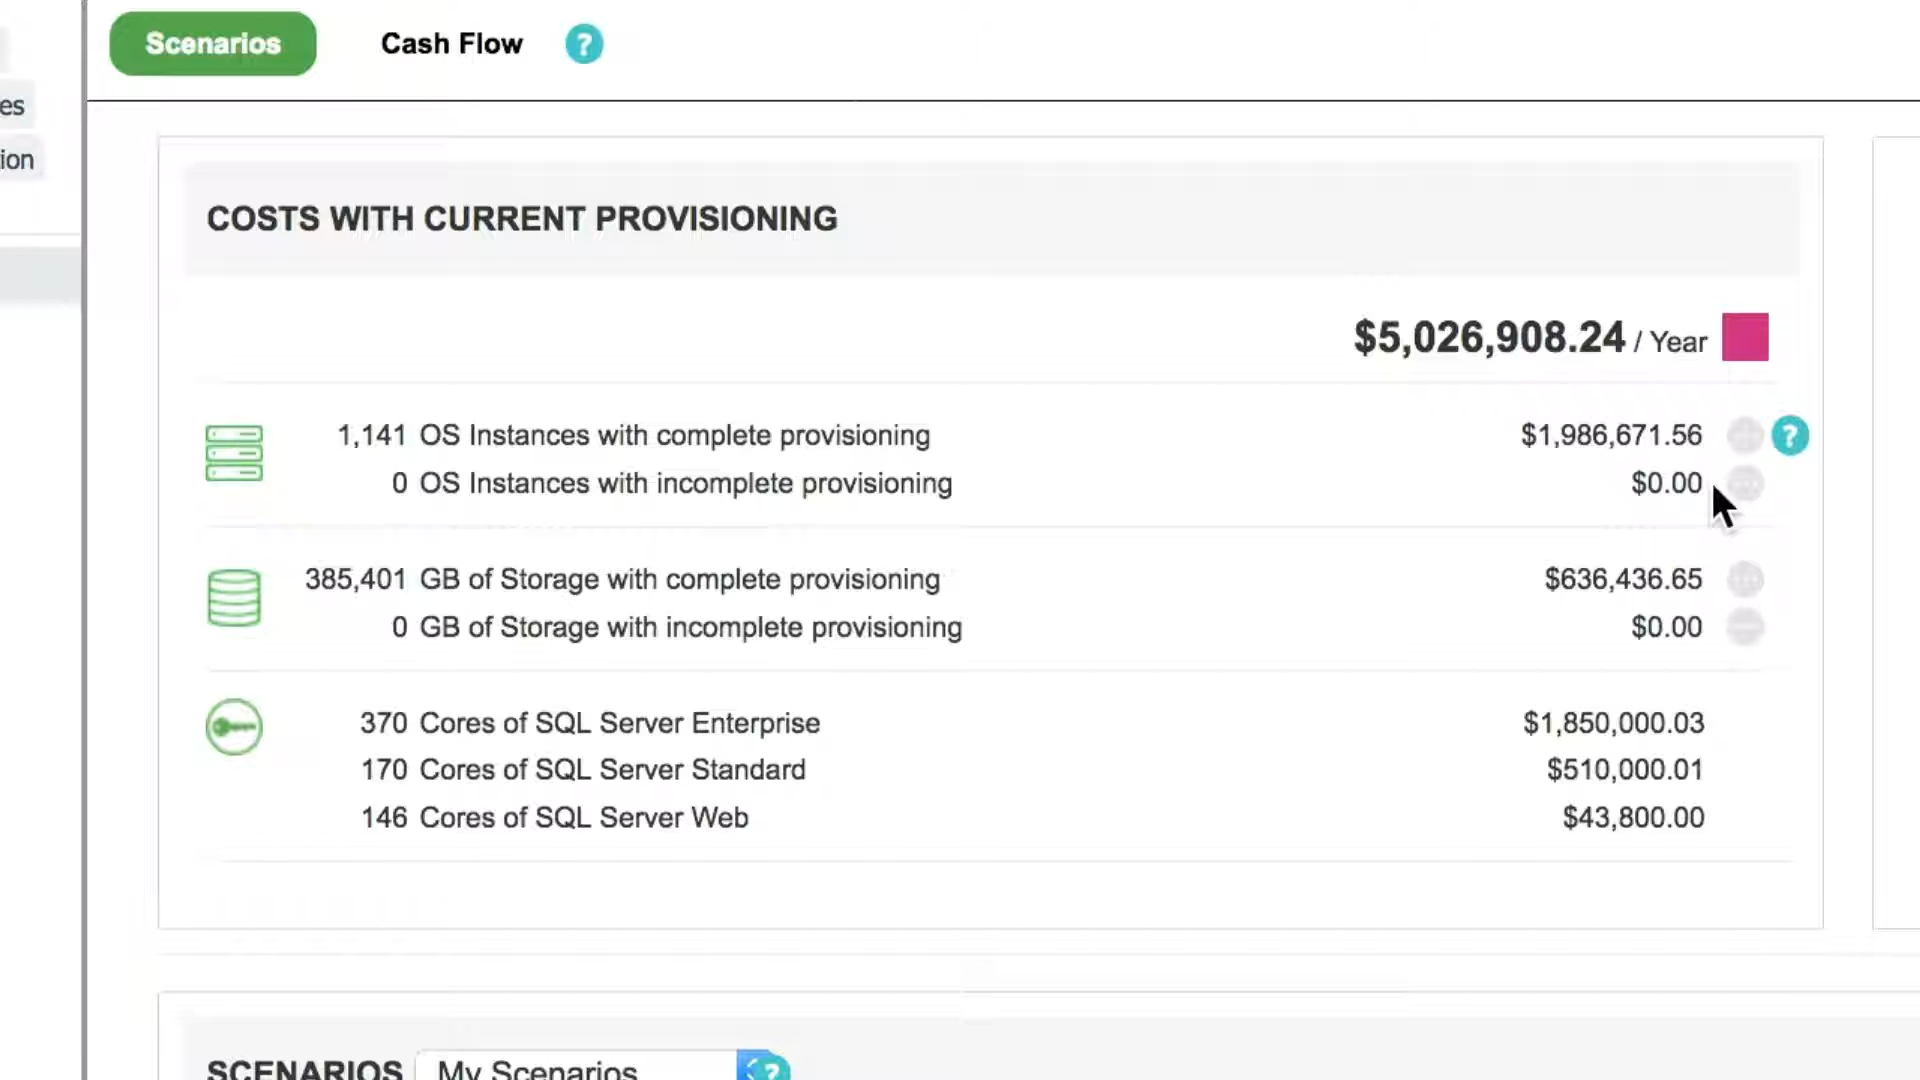 Scenarios Cash Flow ?
es
ion
COSTS WITH CURRENT PROVISIONING
$5,026,908.24 / Year
1,141 OS Instances with complete provisioning $1,986,671.56 ?
0 OS Instances with incomplete provisioning $0.00
385,401 GB of Storage with complete provisioning $636,436.65
0 GB of Storage with incomplete provisioning $0.00
370 Cores of SQL Server Enterprise $1,850,000.03
170 Cores of SQL Server Standard $510,000.01
146 Cores of SQL Server Web $43,800.00
SCENARIOS My Scenarios ?